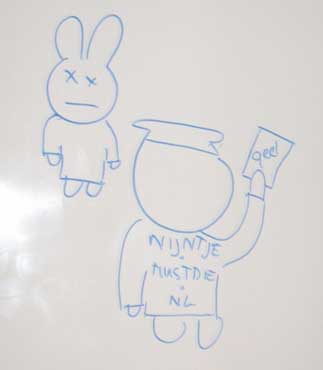 geel
NIJNTJE
.
MUSTDIE
.
NL